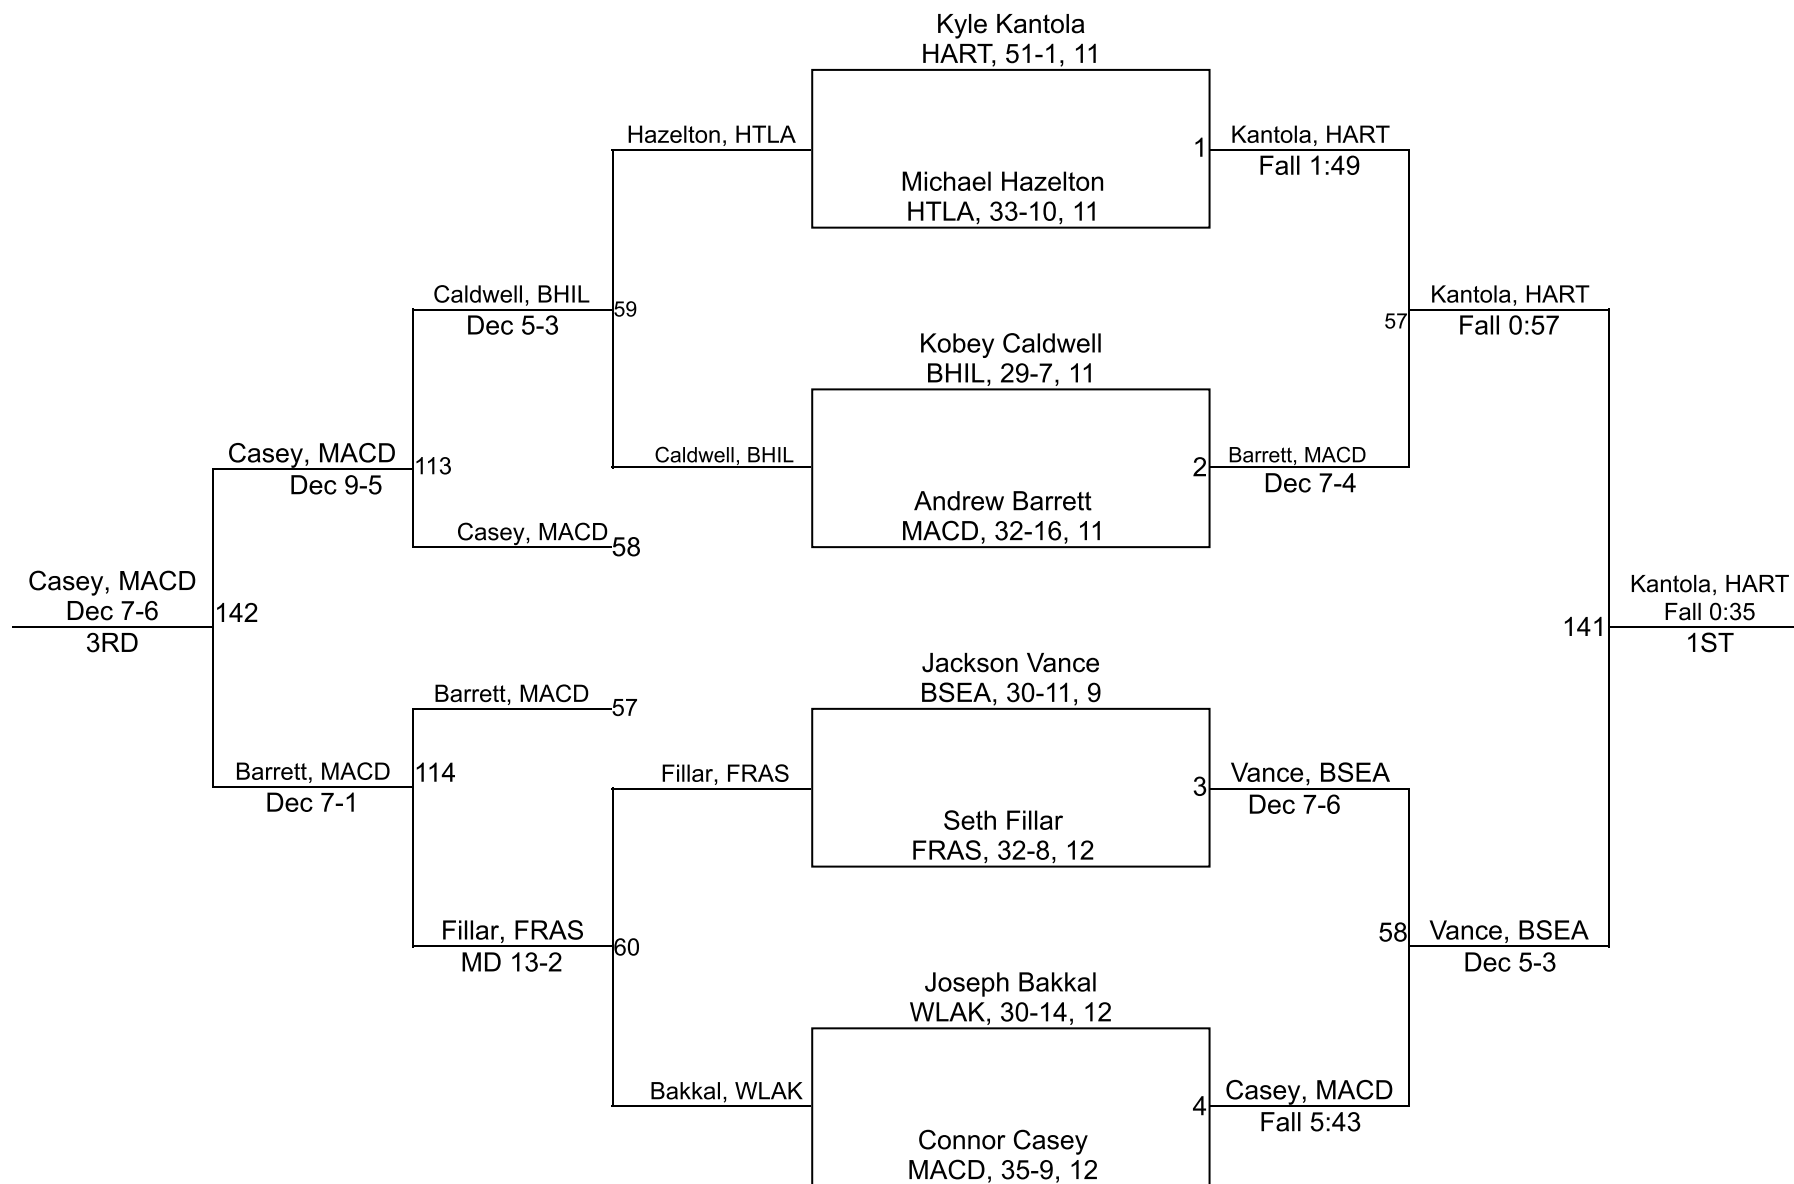 Kyle Kantola
HART, 51-1, 11
Hazelton, HTLA
1
Kantola, HART
Fall 1:49
Michael Hazelton
HTLA, 33-10, 11
Caldwell, BHIL
Dec 5-3
59
57
Kantola, HART
Fall 0:57
Kobey Caldwell
BHIL, 29-7, 11
Casey, MACD
Dec 9-5
113
Caldwell, BHIL
2
Barrett, MACD
Dec 7-4
Andrew Barrett
MACD, 32-16, 11
Casey, MACD
58
Casey, MACD
Dec 7-6
3RD
142
141
Kantola, HART
Fall 0:35
1ST
Jackson Vance
BSEA, 30-11, 9
Barrett, MACD
57
Barrett, MACD
Dec 7-1
114
Fillar, FRAS
3
Vance, BSEA
Dec 7-6
Seth Fillar
FRAS, 32-8, 12
Fillar, FRAS
MD 13-2
60
58
Vance, BSEA
Dec 5-3
Joseph Bakkal
WLAK, 30-14, 12
Bakkal, WLAK
4
Casey, MACD
Fall 5:43
Connor Casey
MACD, 35-9, 12